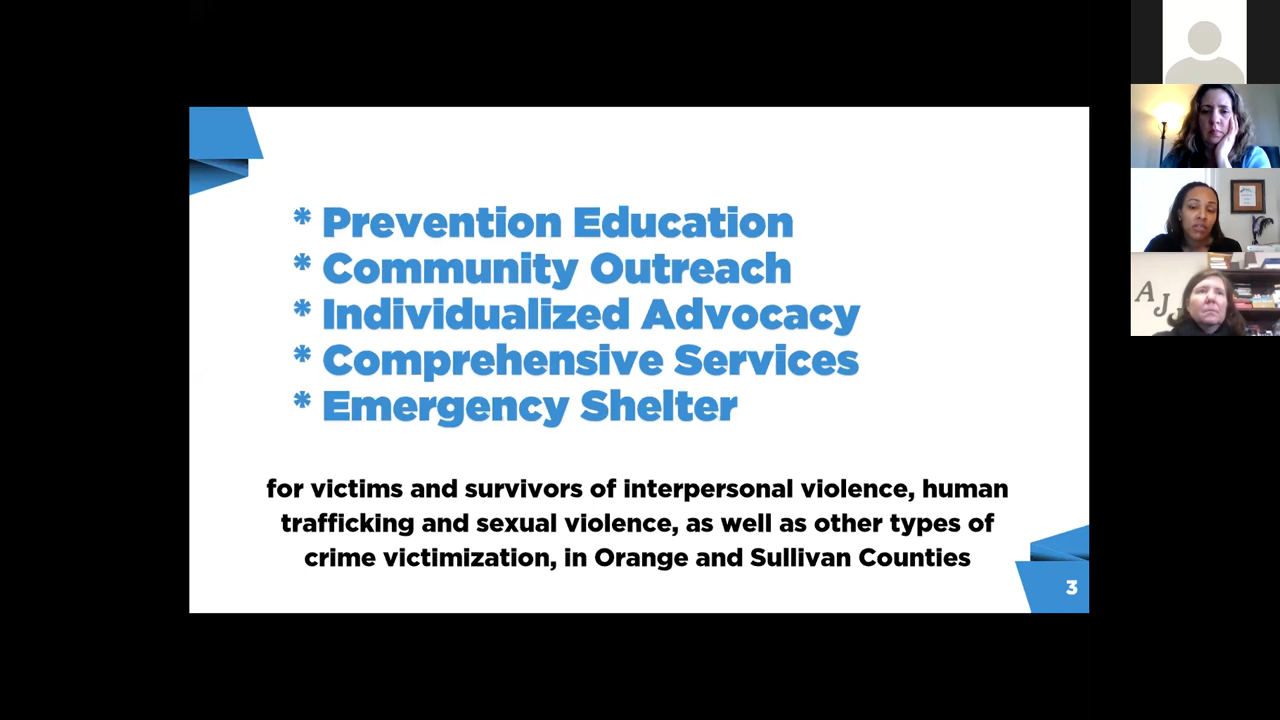 * Prevention Education
* Community Outreach
* Individualized Advocacy
* Comprehensive Services
* Emergency Shelter
for victims and survivors of interpersonal violence, human
trafficking and sexual violence, as well as other types of
crime victimization, in Orange and Sullivan Counties
3
A J J